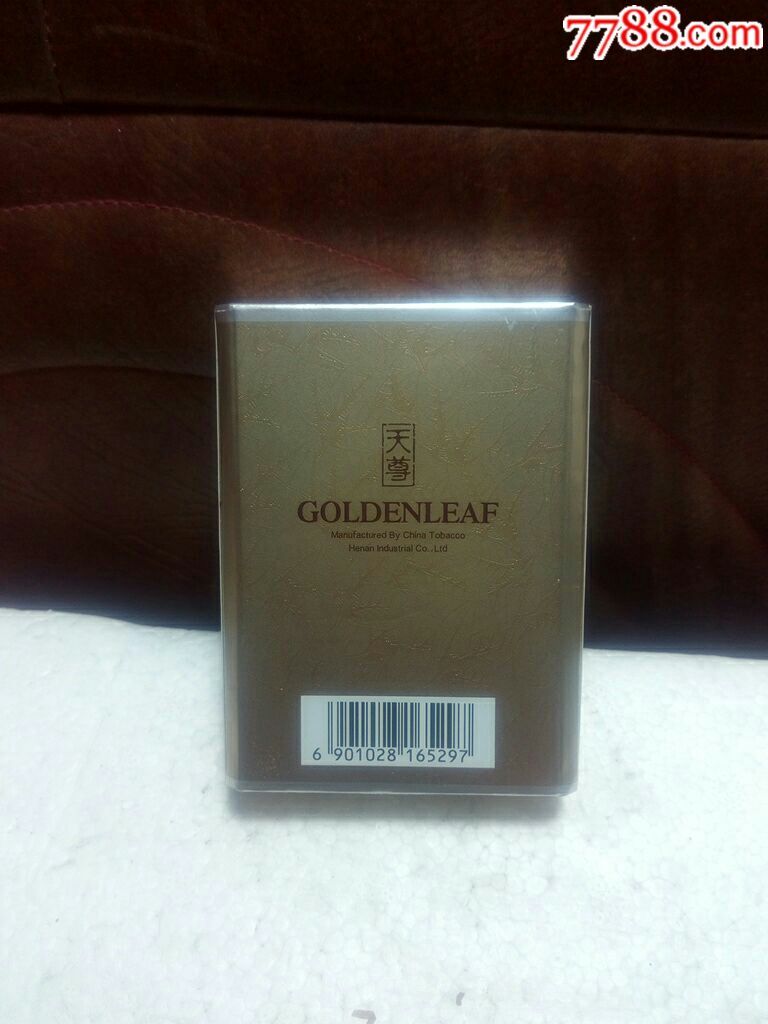 7788.com
天尊
GOLDENLEAF
Manufactured By China Tobacco
Henan Industrial Co.,Ltd
6 901028 165297